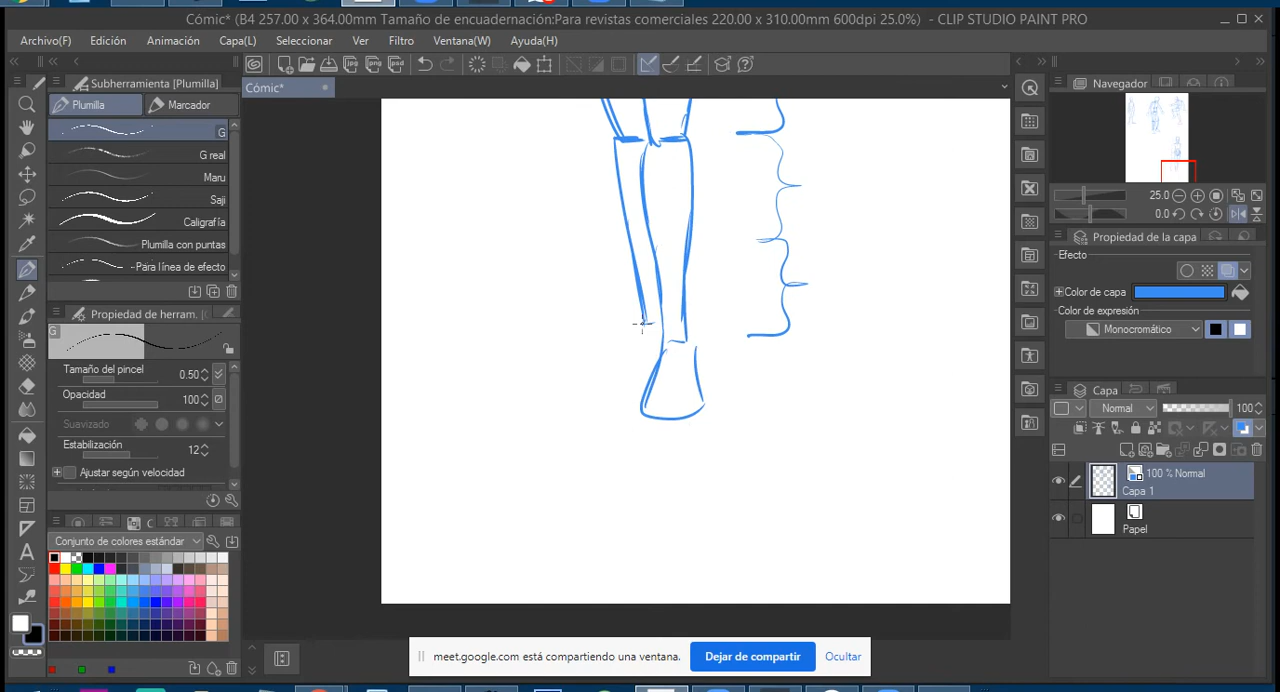 Cómic* (B4 257.00 x 364.00mm Tamaño de encuadernación:Para revistas comerciales 220.00 x 310.00mm 600dpi 25.0%) - CLIP STUDIO PAINT PRO
Archivo(F) Edición Animación Capa(L) Seleccionar Ver Filtro Ventana(W) Ayuda(H)
Subherramienta [Plumilla]
Plumilla Marcador
G
G real
Maru
Saji
Caligrafía
Plumilla con puntas
Para línea de efecto
Propiedad de herram.
G
Tamaño del pincel 0.50
Opacidad 100
Suavizado
Estabilización 12
Ajustar según velocidad
Conjunto de colores estándar
Cómic*
Navegador
25.0
0.0
Propiedad de la capa
Efecto
Color de capa
Color de expresión
Monocromático
Capa
Normal 100
100 % Normal
Capa 1
Papel
meet.google.com está compartiendo una ventana. Dejar de compartir Ocultar